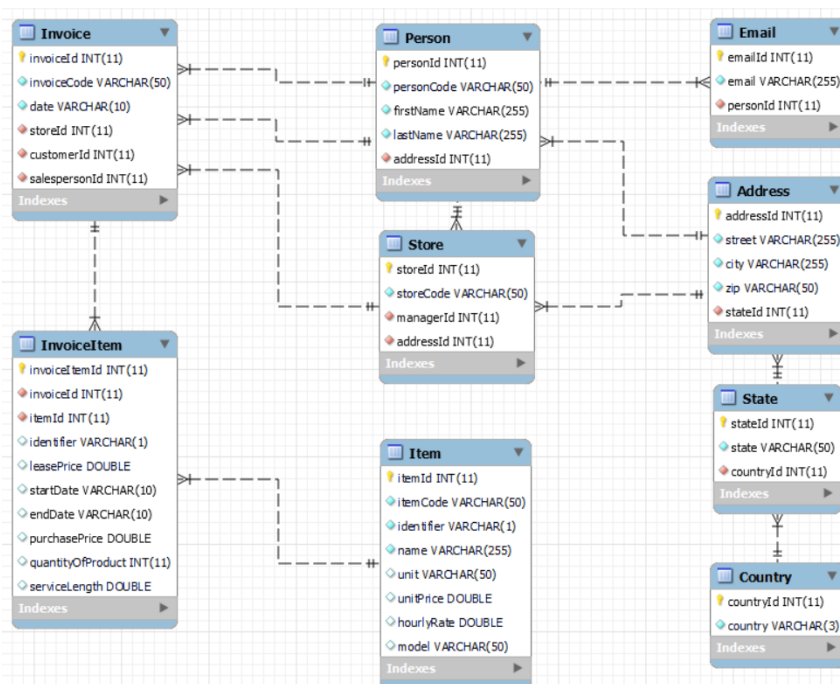 Invoice
invoiceId INT(11)
invoiceCode VARCHAR(50)
date VARCHAR(10)
storeId INT(11)
customerId INT(11)
salespersonId INT(11)
Indexes
Person
personId INT(11)
personCode VARCHAR(50)
firstName VARCHAR(255)
lastName VARCHAR(255)
addressId INT(11)
Indexes
Email
emailId INT(11)
email VARCHAR(255)
personId INT(11)
Indexes
Address
addressId INT(11)
street VARCHAR(255)
city VARCHAR(255)
zip VARCHAR(50)
stateId INT(11)
Indexes
Store
storeId INT(11)
storeCode VARCHAR(50)
managerId INT(11)
addressId INT(11)
Indexes
InvoiceItem
invoiceItemId INT(11)
invoiceId INT(11)
itemId INT(11)
identifier VARCHAR(1)
leasePrice DOUBLE
startDate VARCHAR(10)
endDate VARCHAR(10)
purchasePrice DOUBLE
quantityOfProduct INT(11)
serviceLength DOUBLE
Indexes
Item
itemId INT(11)
itemCode VARCHAR(50)
identifier VARCHAR(1)
name VARCHAR(255)
unit VARCHAR(50)
unitPrice DOUBLE
hourlyRate DOUBLE
model VARCHAR(50)
Indexes
State
stateId INT(11)
state VARCHAR(50)
countryId INT(11)
Indexes
Country
countryId INT(11)
country VARCHAR(3)
Indexes